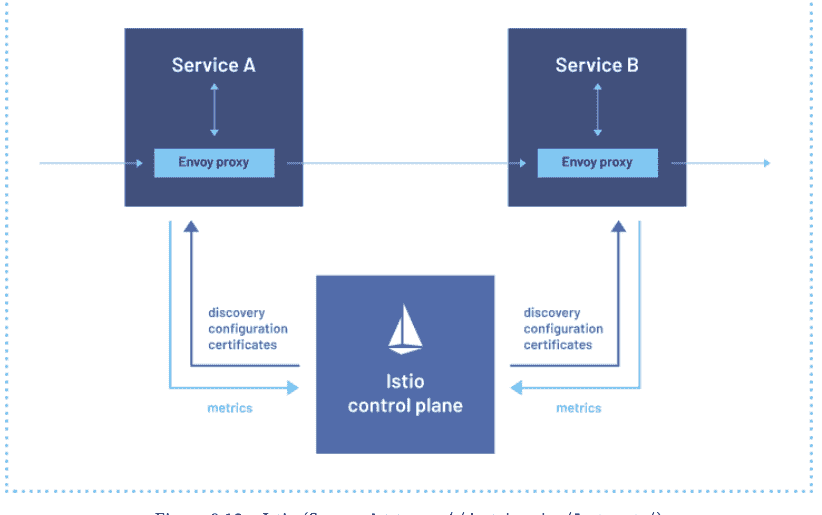 Service A
Service B
Envoy proxy
Envoy proxy
discovery
configuration
certificates
discovery
configuration
certificates
Istio
control plane
metrics
metrics